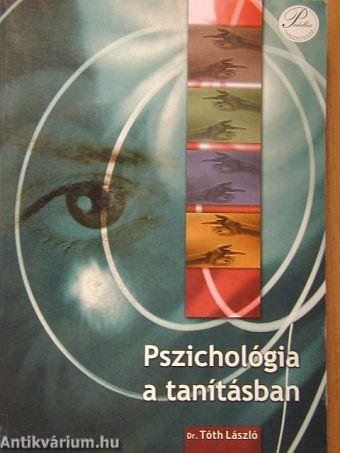 Pszichológia
a tanításban
Dr. Tóth László
Antikvárium.hu